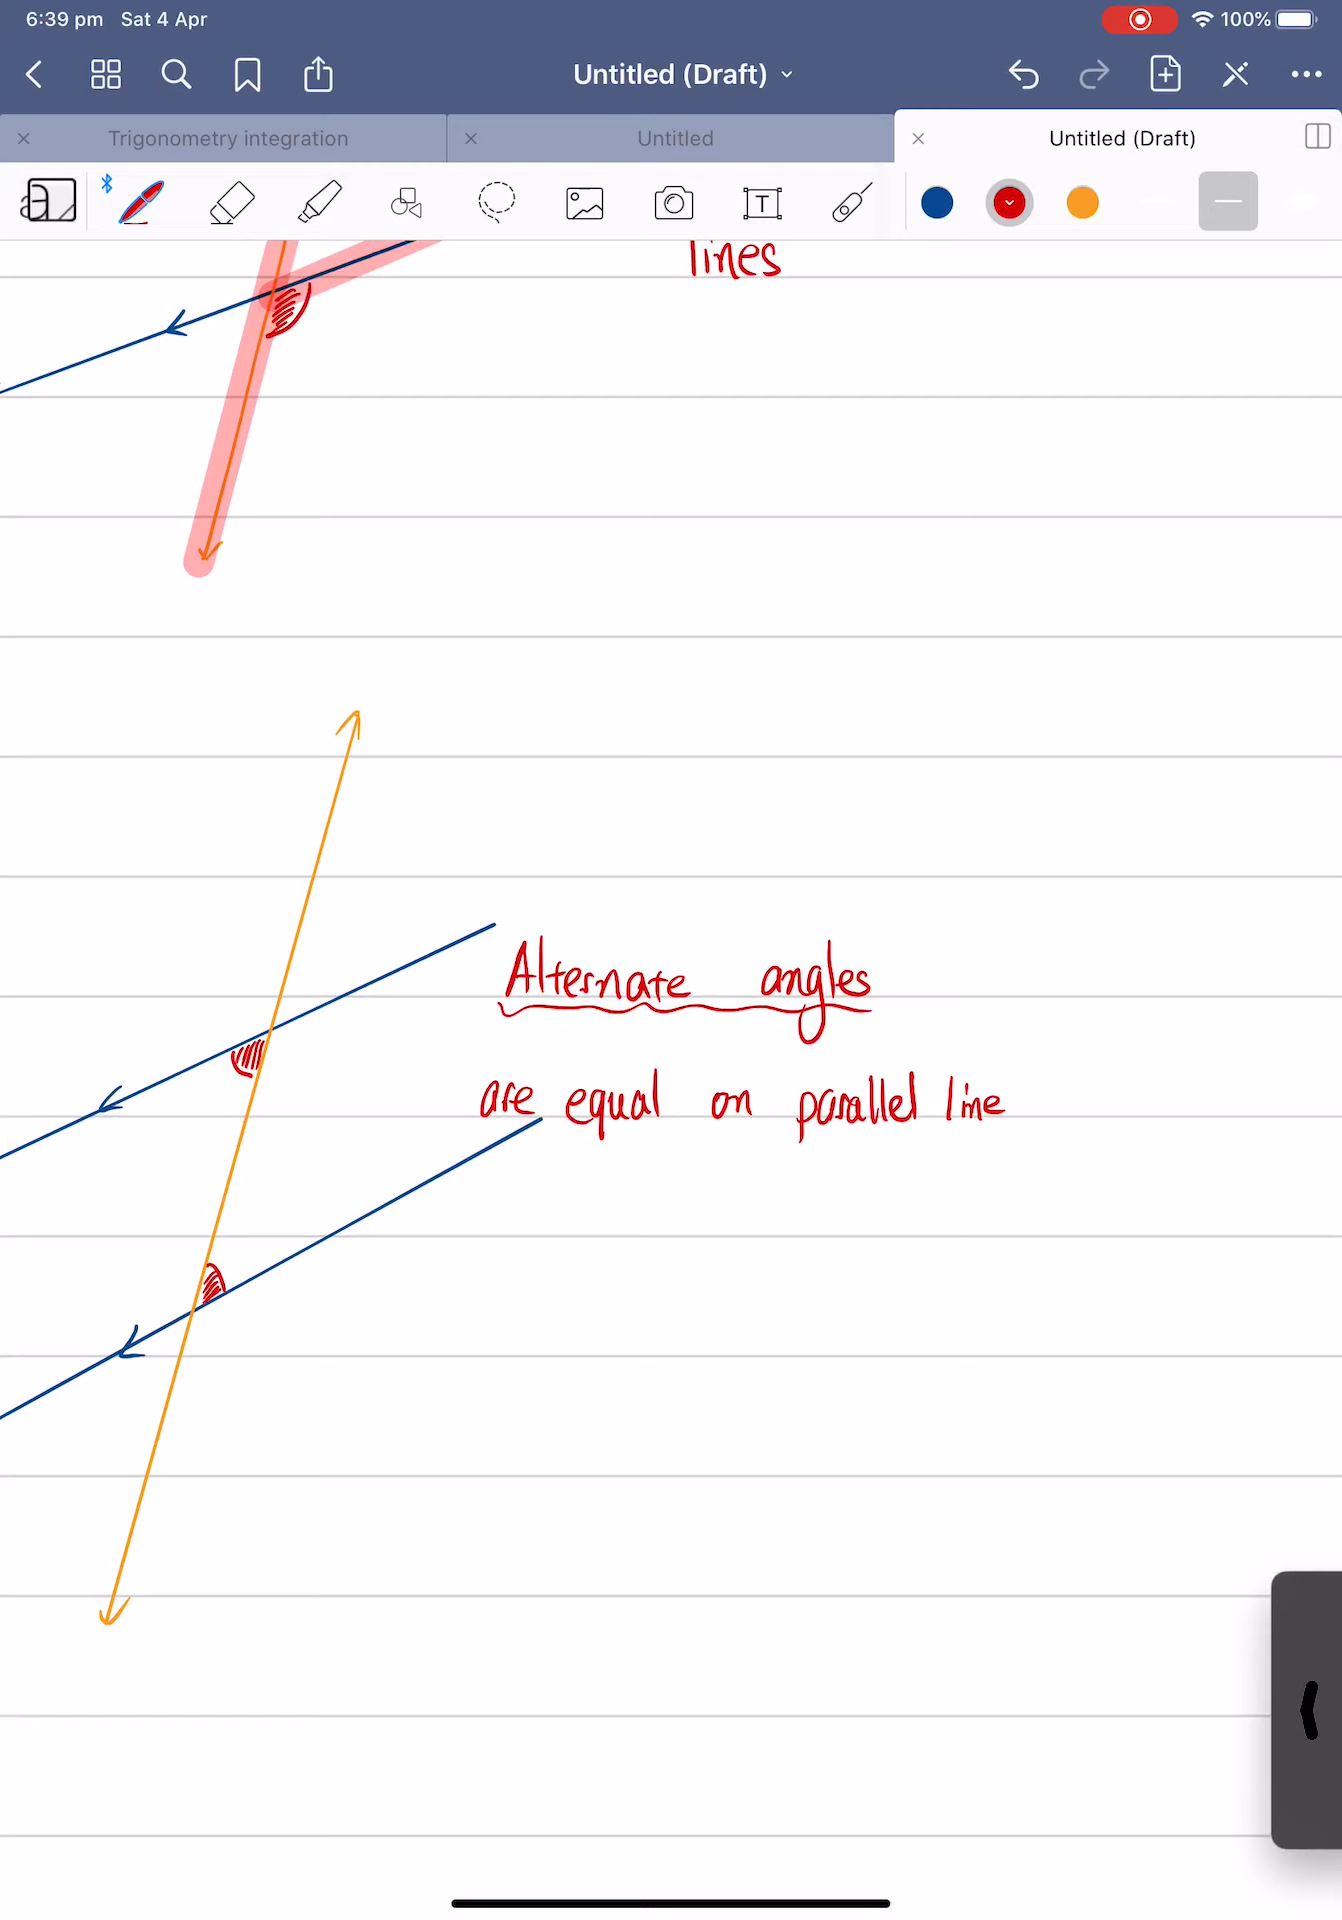 6:39 pm Sat 4 Apr
100%
Untitled (Draft)
Trigonometry integration
Untitled
Untitled (Draft)
a
T
lines
Alternate angles
are equal on parallel line